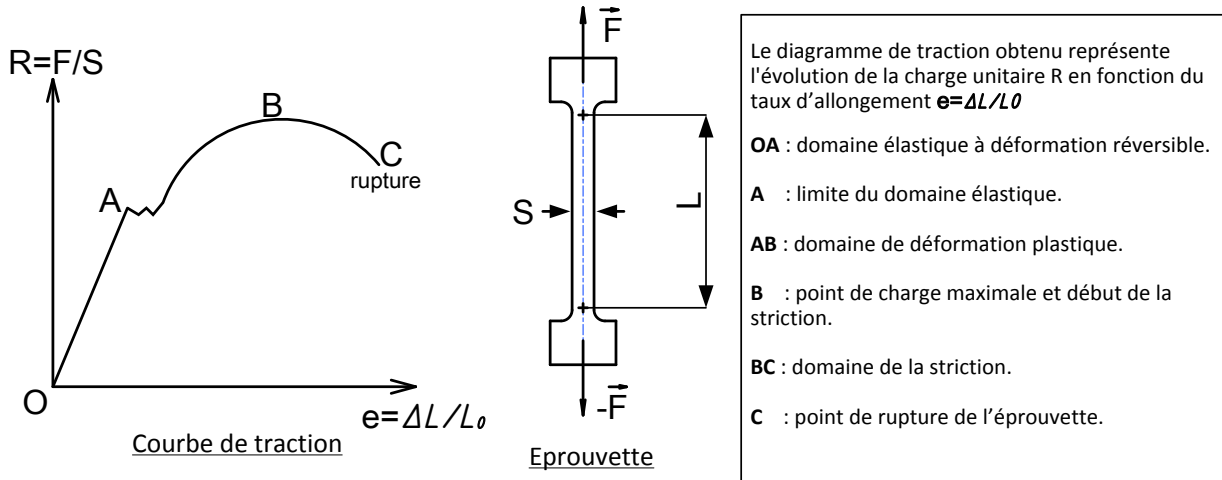 R=F/S
A
B
C
rupture
O
e=ΔL/L₀
Courbe de traction
F
S
L
-F
Eprouvette
Le diagramme de traction obtenu représente
l'évolution de la charge unitaire R en fonction du
taux d'allongement e=ΔL/L0
OA : domaine élastique à déformation réversible.
A : limite du domaine élastique.
AB : domaine de déformation plastique.
B : point de charge maximale et début de la
striction.
BC : domaine de la striction.
C : point de rupture de l'éprouvette.